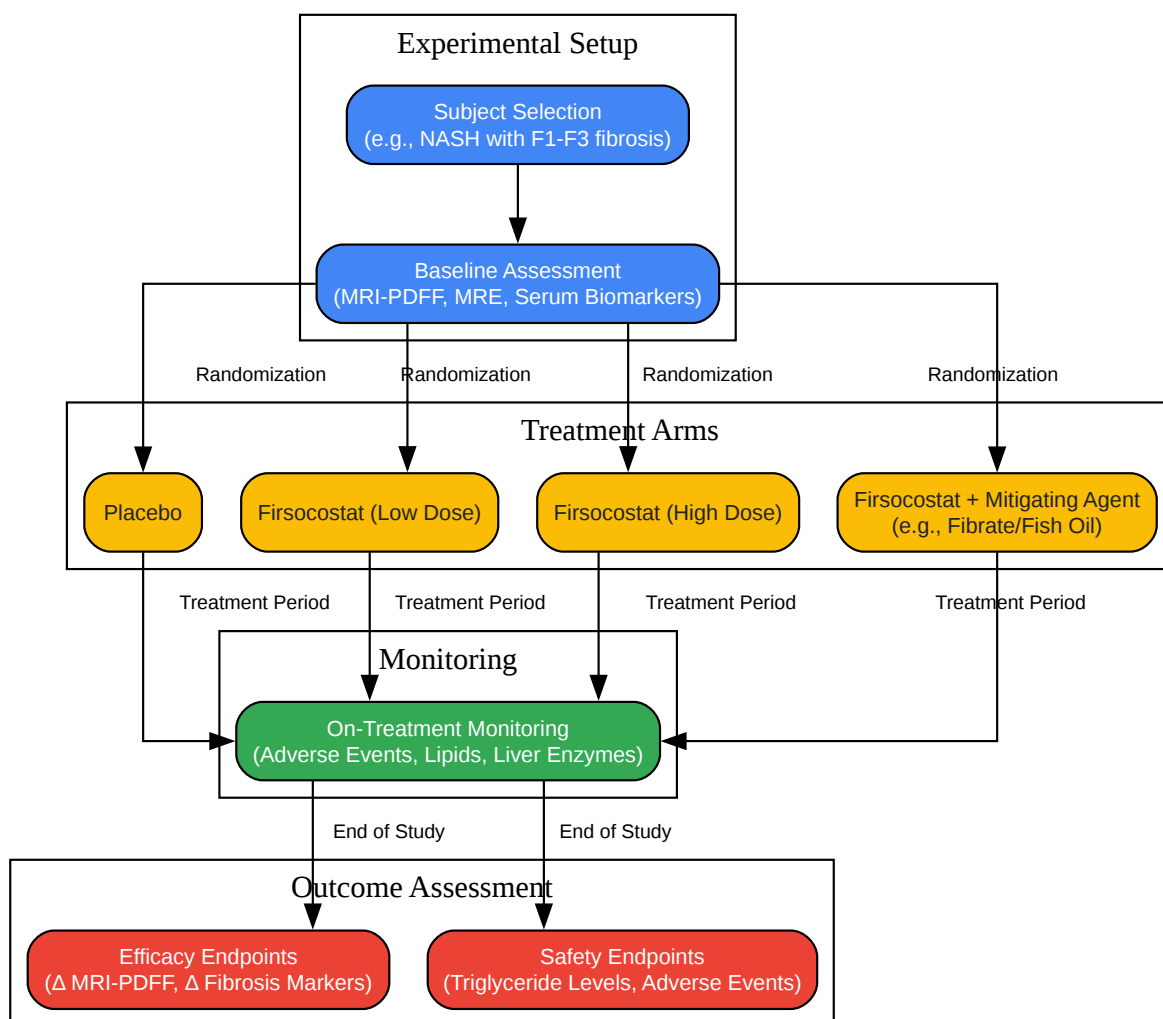 Experimental Setup
Subject Selection
(e.g., NASH with F1-F3 fibrosis)
Baseline Assessment
(MRI-PDFF, MRE, Serum Biomarkers)
Randomization
Randomization
Randomization
Randomization
Treatment Arms
Placebo
Firsocostat (Low Dose)
Firsocostat (High Dose)
Firsocostat + Mitigating Agent
(e.g., Fibrate/Fish Oil)
Treatment Period
Treatment Period
Treatment Period
Treatment Period
Monitoring
On-Treatment Monitoring
(Adverse Events, Lipids, Liver Enzymes)
End of Study
End of Study
Outcome Assessment
Efficacy Endpoints
(Δ MRI-PDFF, Δ Fibrosis Markers)
Safety Endpoints
(Triglyceride Levels, Adverse Events)